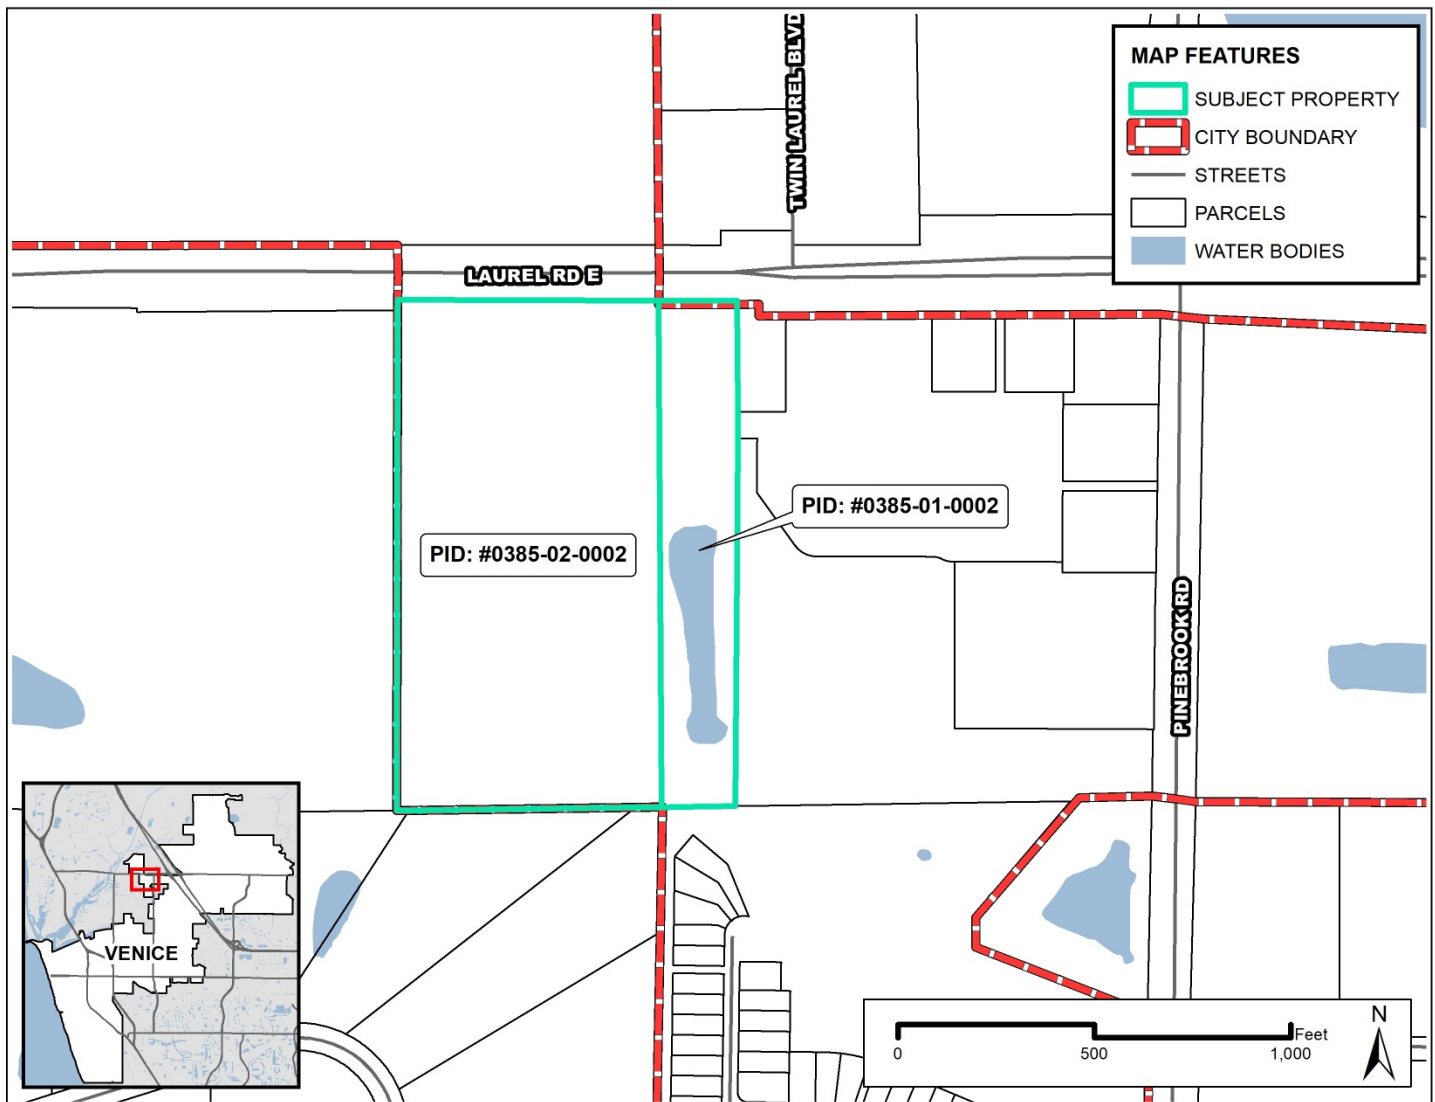 TWIN LAUREL BLVD
MAP FEATURES
SUBJECT PROPERTY
CITY BOUNDARY
STREETS
PARCELS
WATER BODIES
LAUREL RD E
PID: #0385-01-0002
PID: #0385-02-0002
PINEBROOK RD
VENICE
N
Feet
0
500
1,000